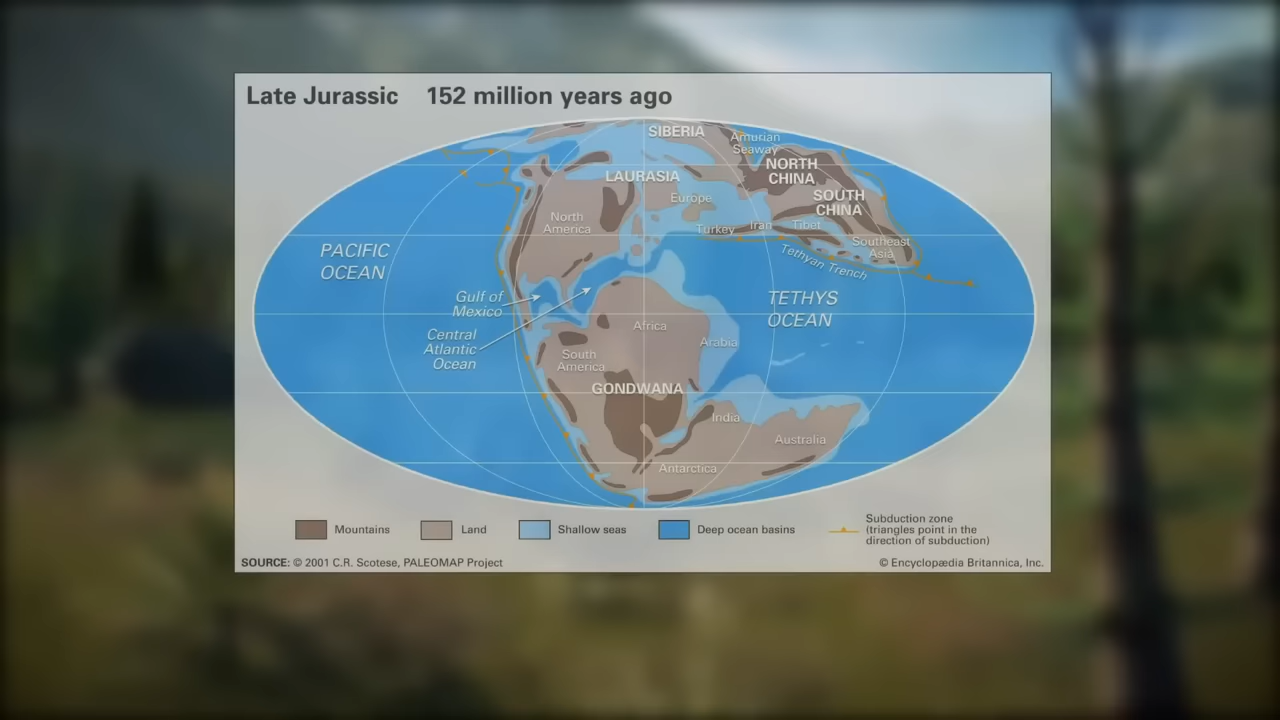 Late Jurassic 152 million years ago
SIBERIA
Amurian
Seaway
NORTH
CHINA
LAURASIA
SOUTH
CHINA
Europe
North
America
Turkey
Iran
Tibet
Southeast
Asia
PACIFIC
OCEAN
Tethyan Trench
Gulf of
Mexico
TETHYS
OCEAN
Central
Atlantic
Ocean
Africa
Arabia
South
America
GONDWANA
India
Australia
Antarctica
Mountains
Land
Shallow seas
Deep ocean basins
Subduction zone
(triangles point in the
direction of subduction)
SOURCE: © 2001 C.R. Scotese, PALEOMAP Project
© Encyclopædia Britannica, Inc.